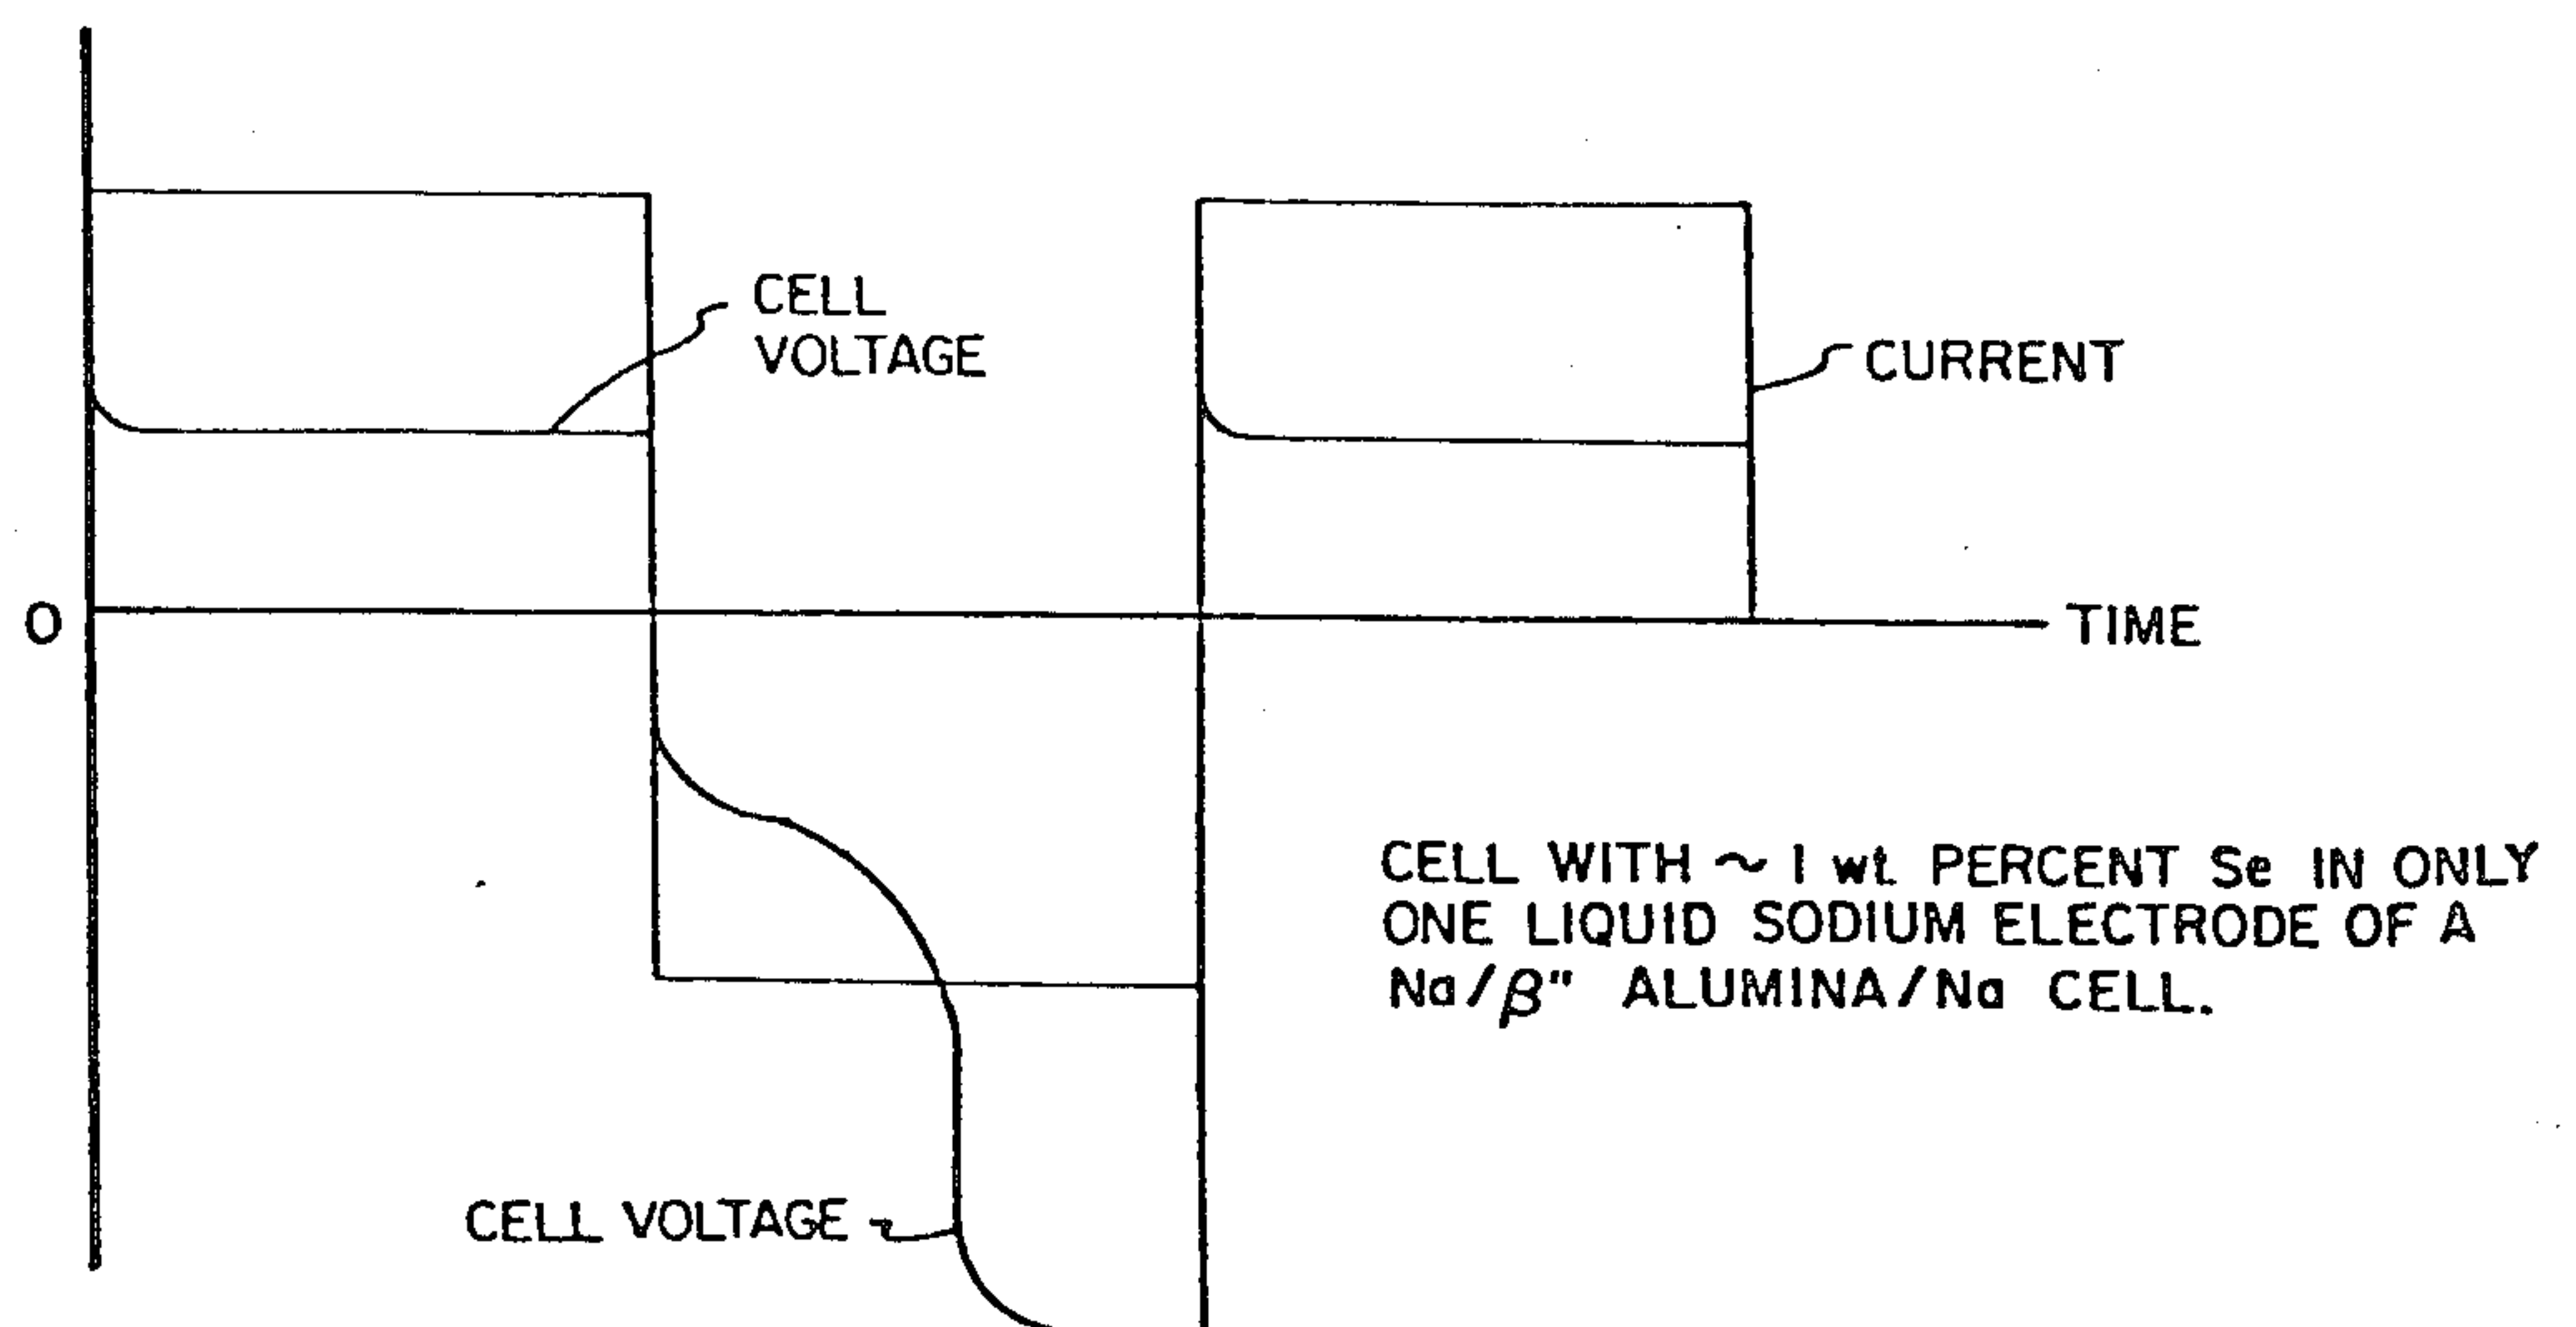 CELL
VOLTAGE
CURRENT
0
TIME
CELL WITH ~ 1 wt. PERCENT Se IN ONLY
ONE LIQUID SODIUM ELECTRODE OF A
Na/β" ALUMINA/Na CELL.
CELL VOLTAGE